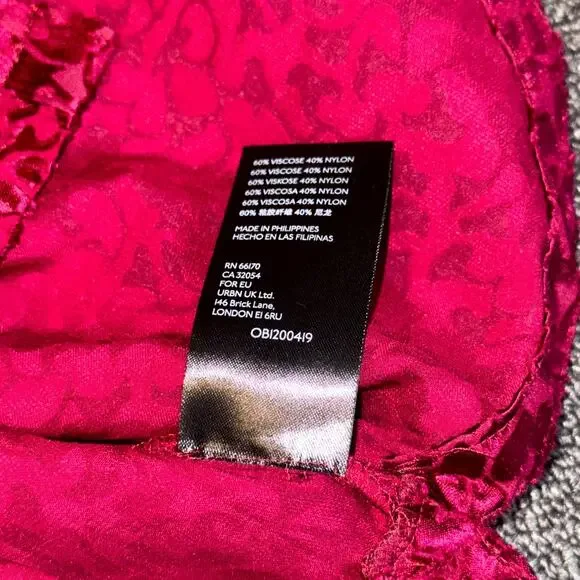 60% VISCOSE 40% NYLON
60% VISCOSE 40% NYLON
60% VISKOSE 40% NYLON
60% VISCOSA 40% NYLON
60% VISCOSA 40% NYLON
60% 粘胶纤维 40% 尼龙
MADE IN PHILIPPINES
HECHO EN LAS FILIPINAS
RN 66170
CA 32054
FOR EU
URBN UK Ltd.
146 Brick Lane,
LONDON E1 6RU
OB1200419